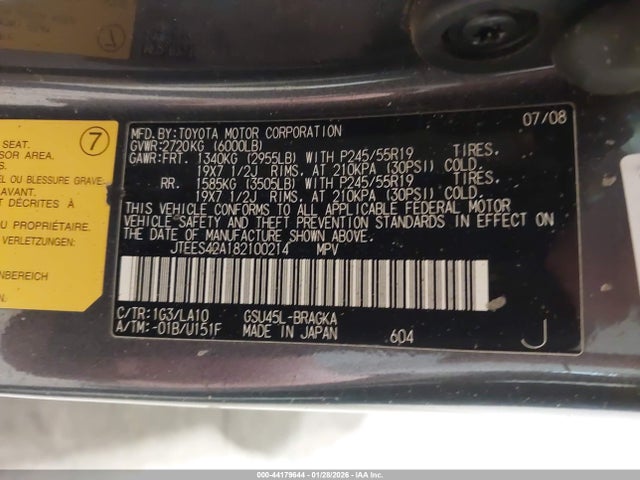 7
SEAT.
SOR AREA.
EL OU BLESSURE GRAVE
AVANT.
T DÉCRITES À
ENBEREICH
MFD.BY:TOYOTA MOTOR CORPORATION 07/08
GVWR:2720KG (6000LB)
GAWR:FRT. 1340KG (2955LB) WITH P245/55R19 TIRES.
19X7 1/2J RIMS, AT 210KPA (30PSI) COLD.
RR. 1585KG (3505LB) WITH P245/55R19 TIRES.
19X7 1/2J RIMS, AT 210KPA (30PSI) COLD.
THIS VEHICLE CONFORMS TO ALL APPLICABLE FEDERAL MOTOR
VEHICLE SAFETY AND THEFT PREVENTION STANDARDS IN EFFECT ON
THE DATE OF MANUFACTURE SHOWN ABOVE.
JTEES42A182100214 MPV
C/TR:1G3/LA10 GSU45L-BRAGKA
A/TM:-01B/U151F MADE IN JAPAN 604 J
000-44179644 | 01/28/2026 - IAA Inc.